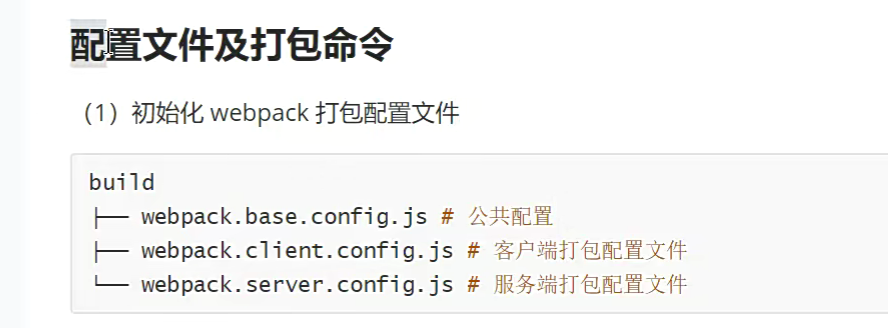 配置文件及打包命令
（1）初始化 webpack 打包配置文件
build
├── webpack.base.config.js # 公共配置
├── webpack.client.config.js # 客户端打包配置文件
└── webpack.server.config.js # 服务端打包配置文件